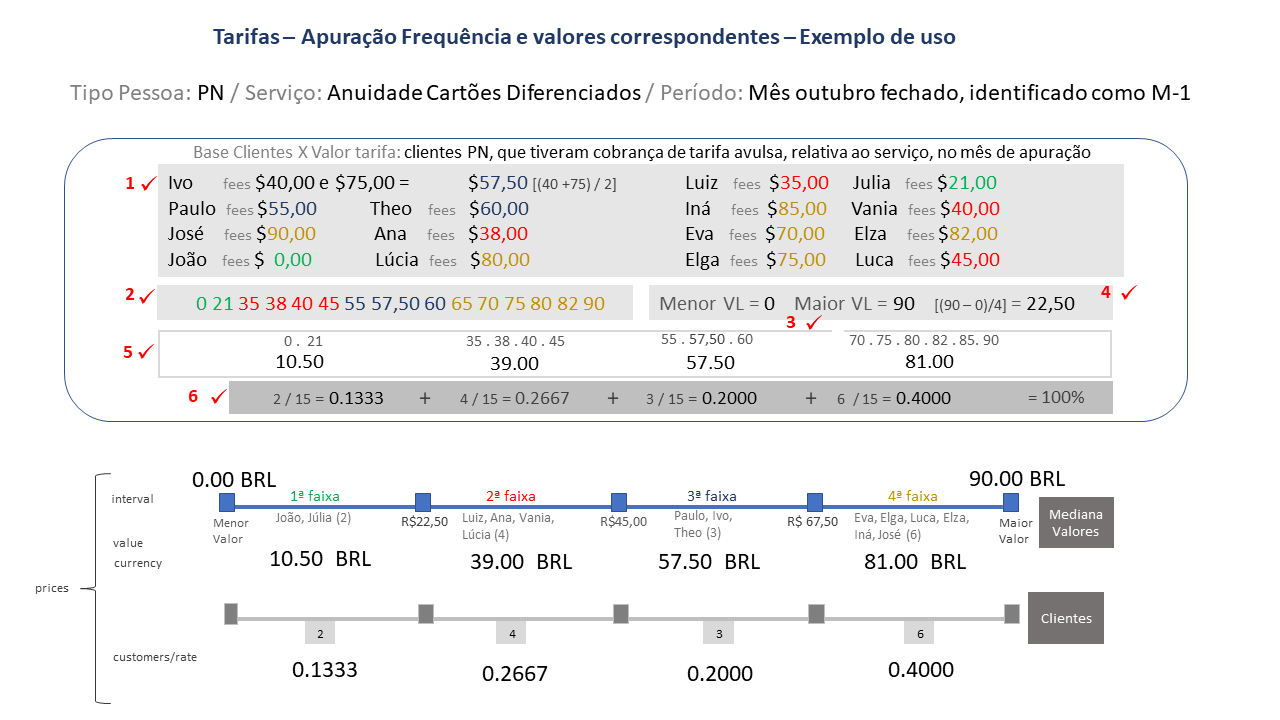 Tarifas – Apuração Frequência e valores correspondentes – Exemplo de uso
Tipo Pessoa: PN / Serviço: Anuidade Cartões Diferenciados / Período: Mês outubro fechado, identificado como M-1
Base Clientes X Valor tarifa: clientes PN, que tiveram cobrança de tarifa avulsa, relativa ao serviço, no mês de apuração
1 ✓ Ivo fees $40,00 e $75,00 = $57,50 [(40 +75) / 2] Luiz fees $35,00 Julia fees $21,00
Paulo fees $55,00 Theo fees $60,00 Iná fees $85,00 Vania fees $40,00
José fees $90,00 Ana fees $38,00 Eva fees $70,00 Elza fees $82,00
João fees $ 0,00 Lúcia fees $80,00 Elga fees $75,00 Luca fees $45,00
2 ✓ 0 21 35 38 40 45 55 57,50 60 65 70 75 80 82 90 Menor VL = 0 Maior VL = 90 [(90 – 0)/4] = 22,50 4 ✓
3 ✓
0 . 21 35 . 38 . 40 . 45 55 . 57,50 . 60 70 . 75 . 80 . 82 . 85. 90
5 ✓ 10.50 39.00 57.50 81.00
6 ✓ 2 / 15 = 0.1333 + 4 / 15 = 0.2667 + 3 / 15 = 0.2000 + 6 / 15 = 0.4000 = 100%
0.00 BRL 90.00 BRL
interval 1ª faixa 2ª faixa 3ª faixa 4ª faixa
Menor
Valor
João, Júlia (2)
R$22,50
Luiz, Ana, Vania,
Lúcia (4)
R$45,00
Paulo, Ivo,
Theo (3)
R$ 67,50
Eva, Elga, Luca, Elza,
Iná, José (6)
Maior
Valor
Mediana
Valores
value
currency
10.50 BRL 39.00 BRL 57.50 BRL 81.00 BRL
prices
Clientes
2 4 3 6
customers/rate
0.1333 0.2667 0.2000 0.4000